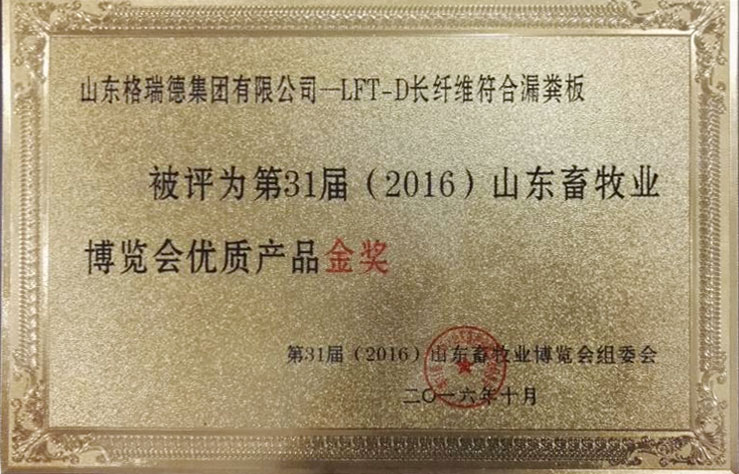 山东格瑞德集团有限公司—LFT-D长纤维符合漏粪板
被评为第31届（2016）山东畜牧业
博览会优质产品金奖
第31届（2016）山东畜牧业博览会组委会
二〇一六年十月